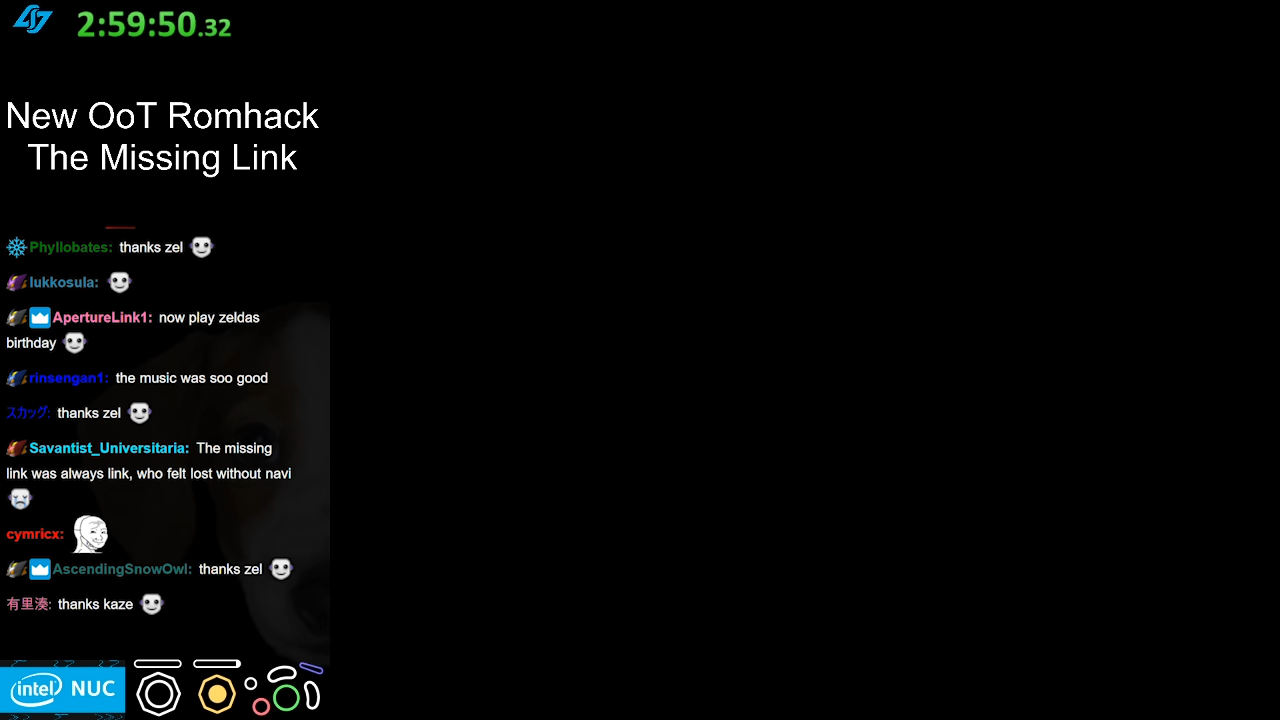 2:59:50.32
New OoT Romhack
The Missing Link
Phyllobates: thanks zel
lukkosula:
ApertureLink1: now play zeldas
birthday
rinsengan1: the music was soo good
スカッグ: thanks zel
Savantist_Universitaria: The missing
link was always link, who felt lost without navi
cymricx:
AscendingSnowOwl: thanks zel
有里湊: thanks kaze
intel NUC